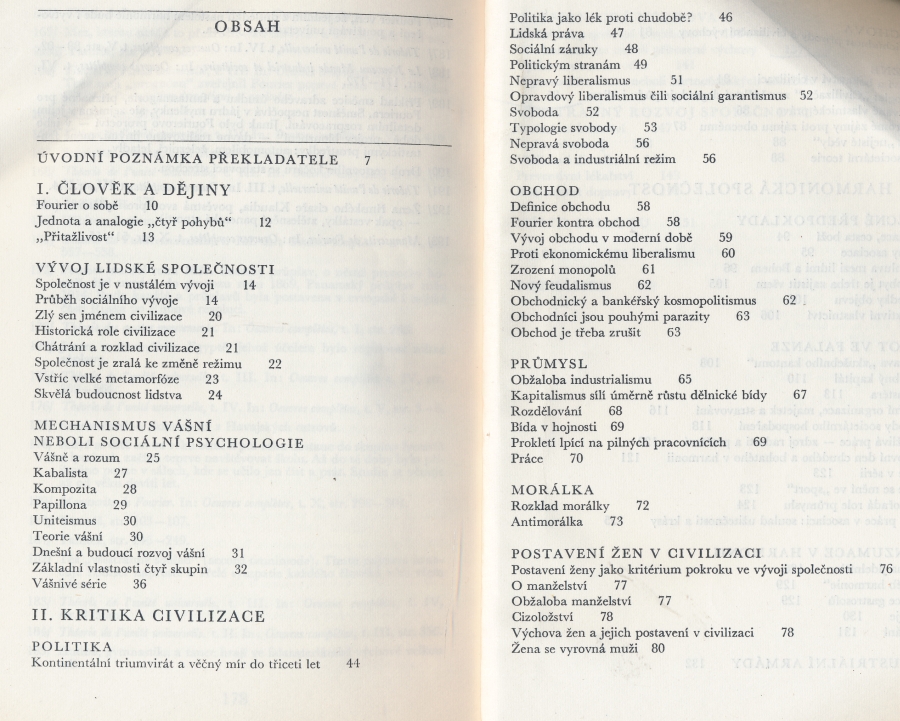 OBSAH
ÚVODNÍ POZNÁMKA PŘEKLADATELE 7
I. ČLOVĚK A DĚJINY
Fourier o sobě 10
Jednota a analogie „čtyř pohybů“ 12
„Přitažlivost“ 13
VÝVOJ LIDSKÉ SPOLEČNOSTI
Společnost je v nustálém vývoji 14
Průběh sociálního vývoje 14
Zlý sen jménem civilizace 20
Historická role civilizace 21
Chátrání a rozklad civilizace 21
Společnost je zralá ke změně režimu 22
Vstříc velké metamorfóze 23
Skvělá budoucnost lidstva 24
MECHANISMUS VÁŠNÍ
NEBOLI SOCIÁLNÍ PSYCHOLOGIE
Vášně a rozum 25
Kabalista 27
Kompozita 28
Papillona 29
Uniteismus 30
Teorie vášní 30
Dnešní a budoucí rozvoj vášní 31
Základní vlastnosti čtyř skupin 32
Vášnivé série 36
II. KRITIKA CIVILIZACE
POLITIKA
Kontinentální triumvirát a věčný mír do třiceti let 44
Politika jako lék proti chudobě? 46
Lidská práva 47
Sociální záruky 48
Politickým stranám 49
Nepravý liberalismus 51
Opravdový liberalismus čili sociální garantismus 52
Svoboda 52
Typologie svobody 53
Nepravá svoboda 56
Svoboda a industriální režim 56
OBCHOD
Definice obchodu 58
Fourier kontra obchod 58
Vývoj obchodu v moderní době 59
Proti ekonomickému liberalismu 60
Zrození monopolů 61
Nový feudalismus 62
Obchodnický a bankéřský kosmopolitismus 62
Obchodníci jsou pouhými parazity 63
Obchod je třeba zrušit 63
PRŮMYSL
Obžaloba industrialismu 65
Kapitalismus sílí úměrně růstu dělnické bídy 67
Rozdělování 68
Bída v hojnosti 69
Prokletí lpící na pilných pracovnících 69
Práce 70
MORÁLKA
Rozklad morálky 72
Antimorálka 73
POSTAVENÍ ŽEN V CIVILIZACI
Postavení ženy jako kritérium pokroku ve vývoji společnosti 76
O manželství 77
Obžaloba manželství 77
Cizoložství 78
Výchova žen a jejich postavení v civilizaci 78
Žena se vyrovná muži 80